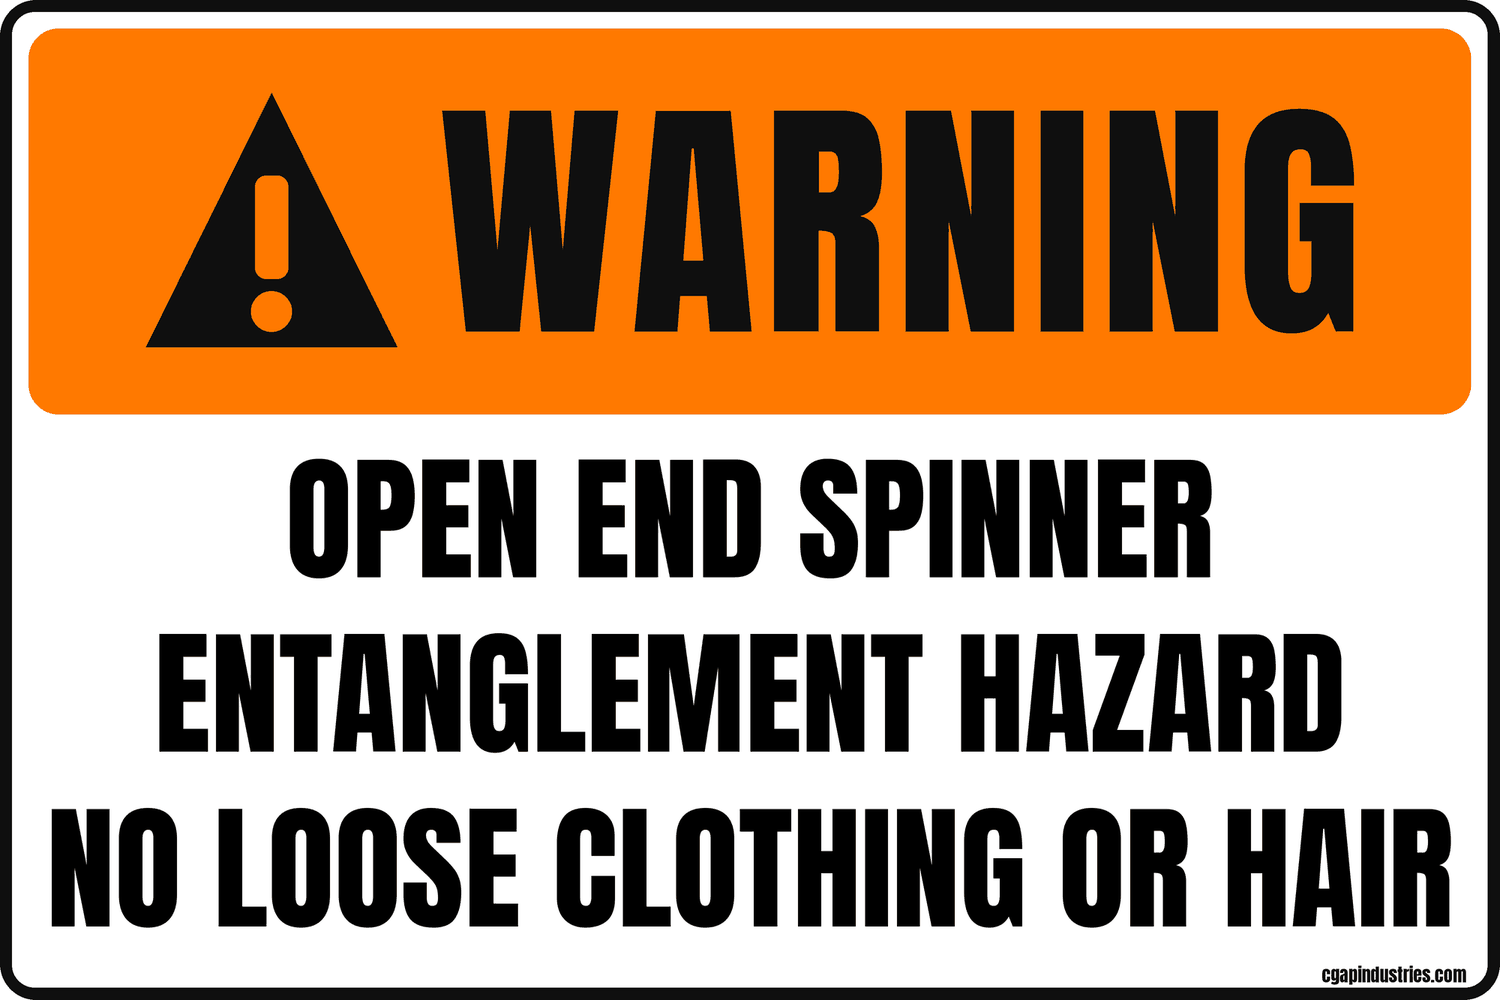 WARNING
OPEN END SPINNER
ENTANGLEMENT HAZARD
NO LOOSE CLOTHING OR HAIR
cgapindustries.com